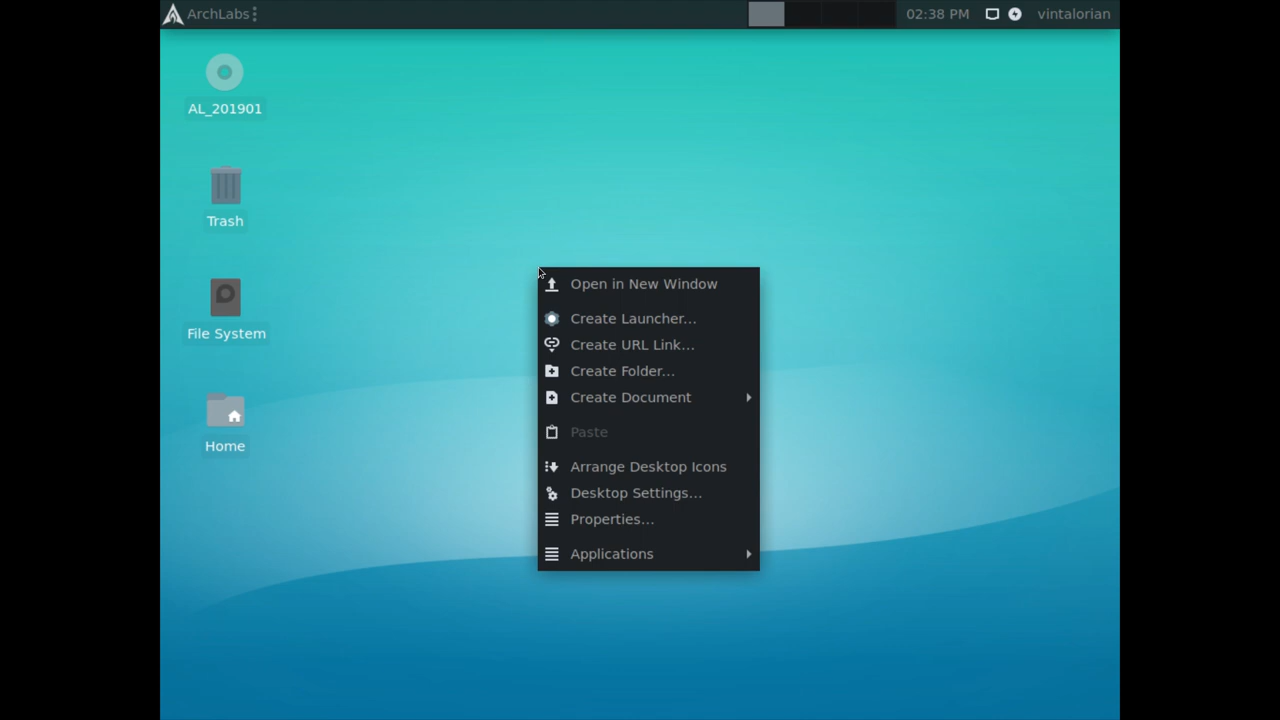 ArchLabs
02:38 PM
vintalorian
AL_201901
Trash
File System
Home
Open in New Window
Create Launcher...
Create URL Link...
Create Folder...
Create Document
Paste
Arrange Desktop Icons
Desktop Settings...
Properties...
Applications